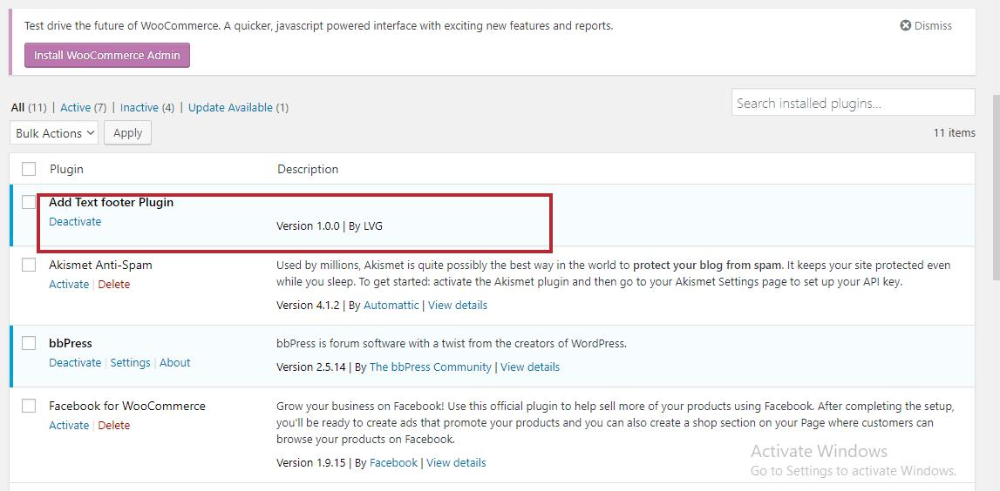 Test drive the future of WooCommerce. A quicker, javascript powered interface with exciting new features and reports.
Dismiss
Install WooCommerce Admin
All (11) | Active (7) | Inactive (4) | Update Available (1)
Search installed plugins...
Bulk Actions
Apply
11 items
Plugin
Description
Add Text footer Plugin
Deactivate
Version 1.0.0 | By LVG
Akismet Anti-Spam
Activate | Delete
Used by millions, Akismet is quite possibly the best way in the world to protect your blog from spam. It keeps your site protected even
while you sleep. To get started: activate the Akismet plugin and then go to your Akismet Settings page to set up your API key.
Version 4.1.2 | By Automattic | View details
bbPress
Deactivate | Settings | About
bbPress is forum software with a twist from the creators of WordPress.
Version 2.5.14 | By The bbPress Community | View details
Facebook for WooCommerce
Activate | Delete
Grow your business on Facebook! Use this official plugin to help sell more of your products using Facebook. After completing the setup,
you'll be ready to create ads that promote your products and you can also create a shop section on your Page where customers can
browse your products on Facebook.
Version 1.9.15 | By Facebook | View details
Activate Windows
Go to Settings to activate Windows.